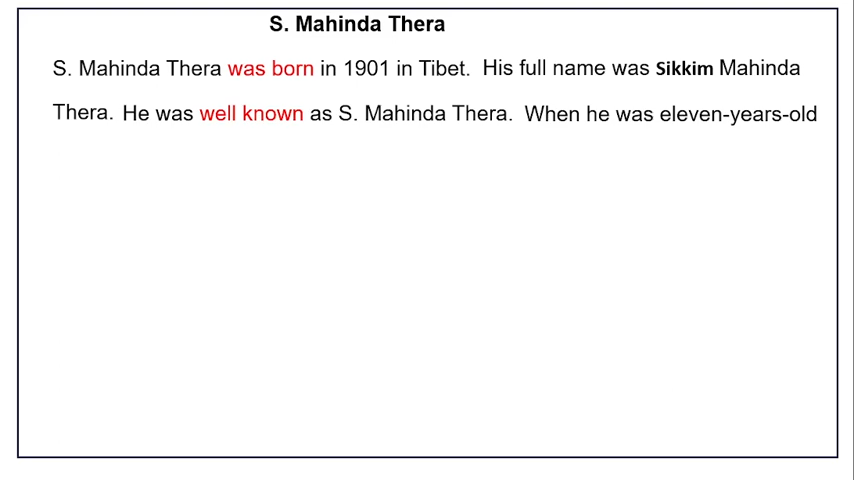 S. Mahinda Thera
S. Mahinda Thera was born in 1901 in Tibet. His full name was Sikkim Mahinda
Thera. He was well known as S. Mahinda Thera. When he was eleven-years-old